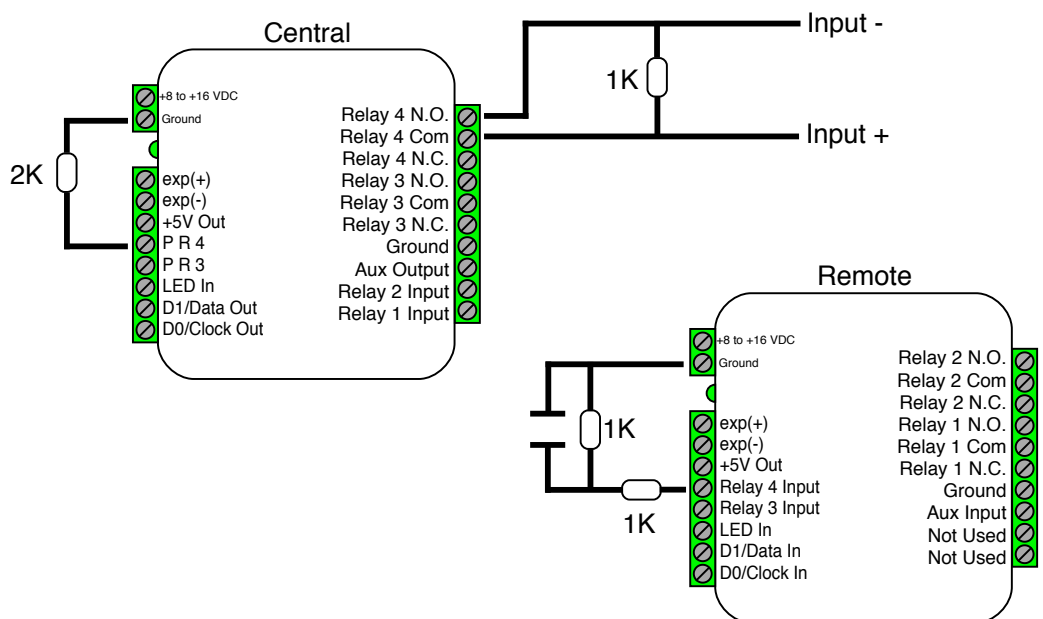 Central
Input -
1K
Input +
2K
+8 to +16 VDC
Ground
exp(+)
exp(-)
+5V Out
P R 4
P R 3
LED In
D1/Data Out
D0/Clock Out
Relay 4 N.O.
Relay 4 Com
Relay 4 N.C.
Relay 3 N.O.
Relay 3 Com
Relay 3 N.C.
Ground
Aux Output
Relay 2 Input
Relay 1 Input
Remote
1K
1K
+8 to +16 VDC
Ground
exp(+)
exp(-)
+5V Out
Relay 4 Input
Relay 3 Input
LED In
D1/Data In
D0/Clock In
Relay 2 N.O.
Relay 2 Com
Relay 2 N.C.
Relay 1 N.O.
Relay 1 Com
Relay 1 N.C.
Ground
Aux Input
Not Used
Not Used